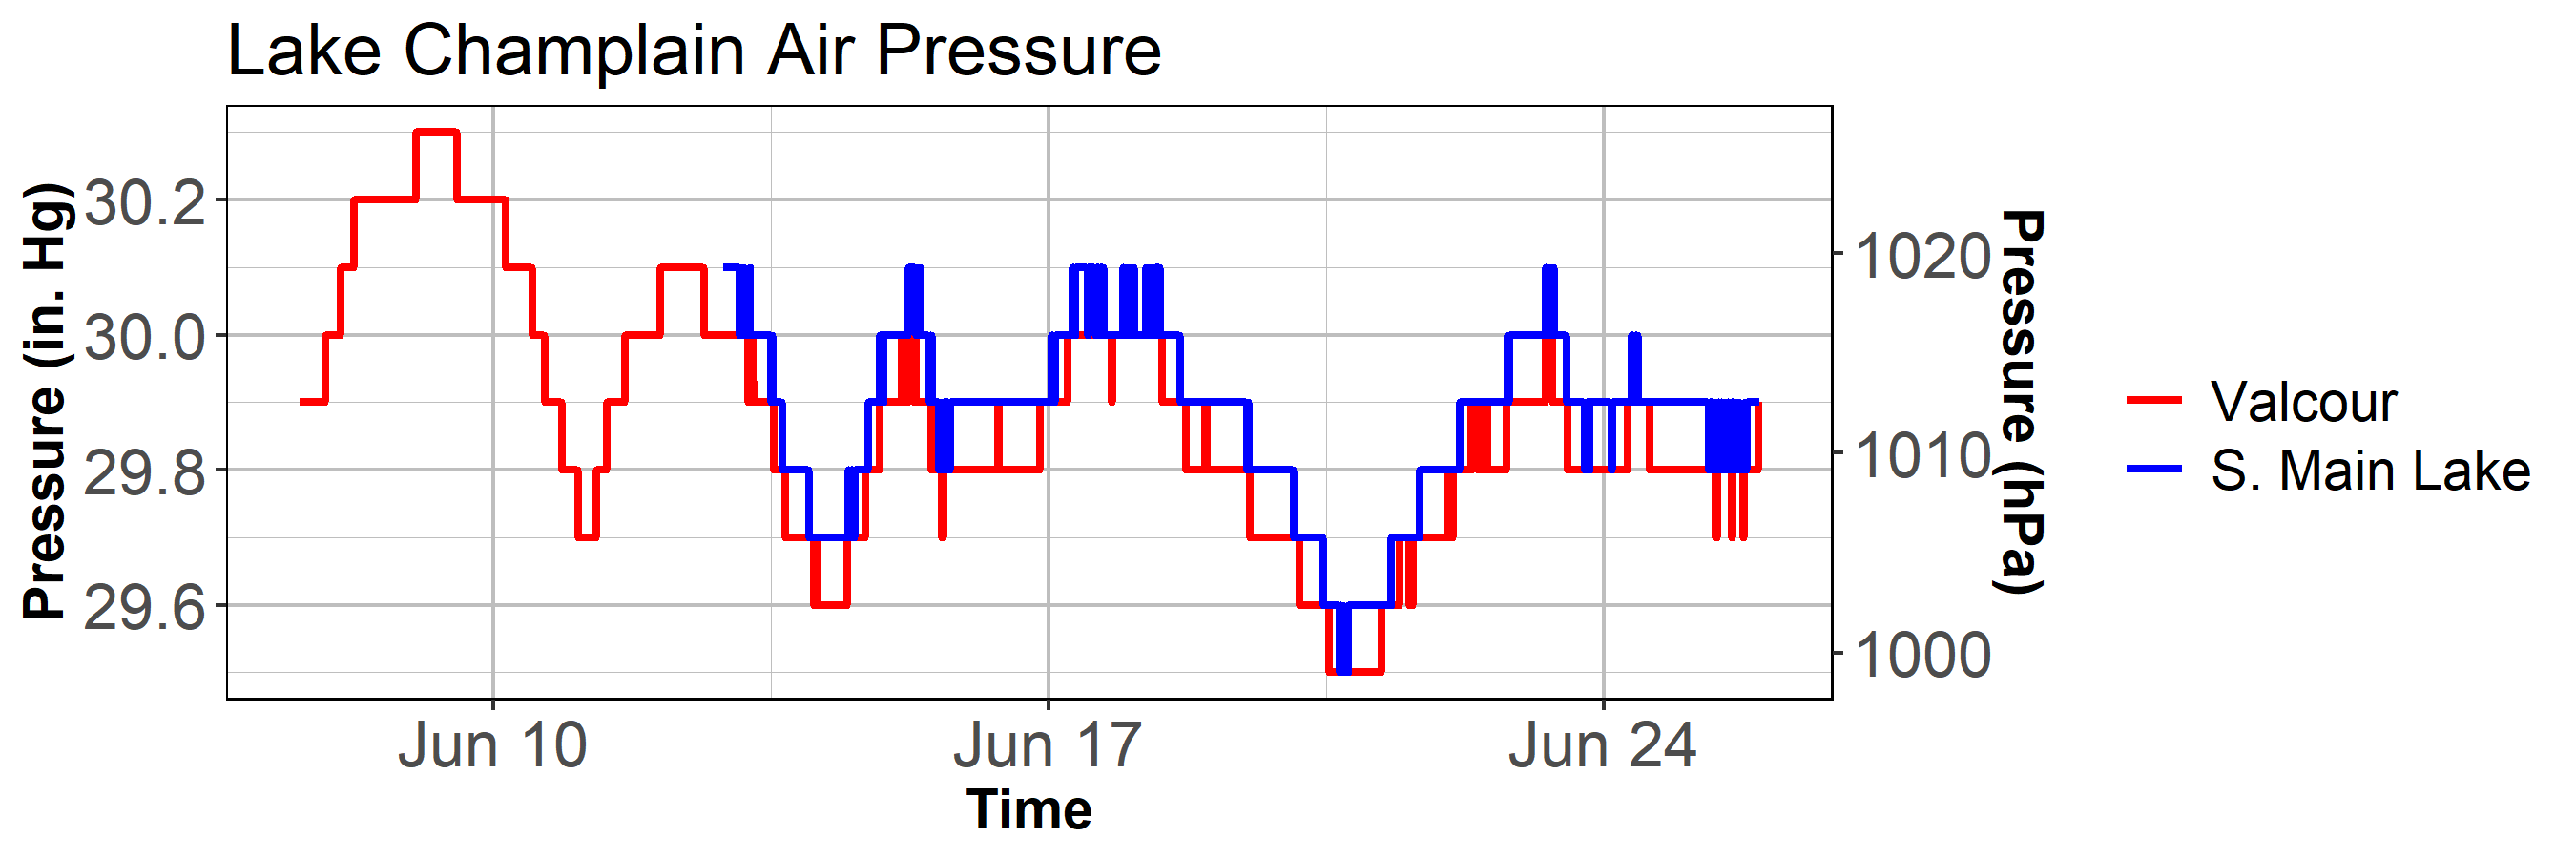 Lake Champlain Air Pressure
Pressure (in. Hg)
30.2
30.0
29.8
29.6
1020
1010
1000
Pressure (hPa)
Jun 10
Jun 17
Jun 24
Time
Valcour
S. Main Lake